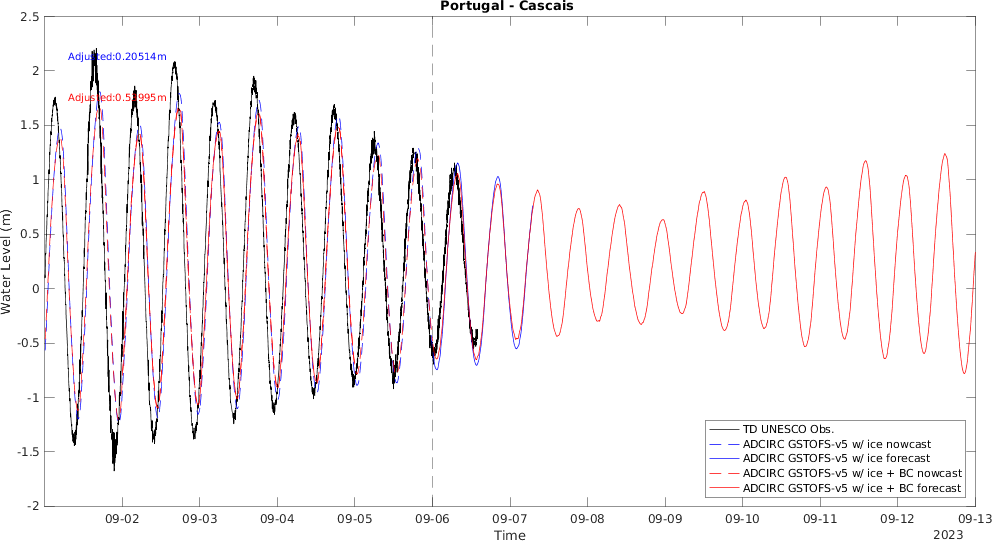 Portugal - Cascais
2.5
2
1.5
1
0.5
0
-0.5
-1
-1.5
-2
Water Level (m)
Adjusted:0.20514m
TD UNESCO Obs.
ADCIRC GSTOFS-v5 w/ ice nowcast
ADCIRC GSTOFS-v5 w/ ice forecast
ADCIRC GSTOFS-v5 w/ ice + BC nowcast
ADCIRC GSTOFS-v5 w/ ice + BC forecast
09-02
09-03
09-04
09-05
09-06
09-07
09-08
09-09
09-10
09-11
09-12
09-13
Time
2023